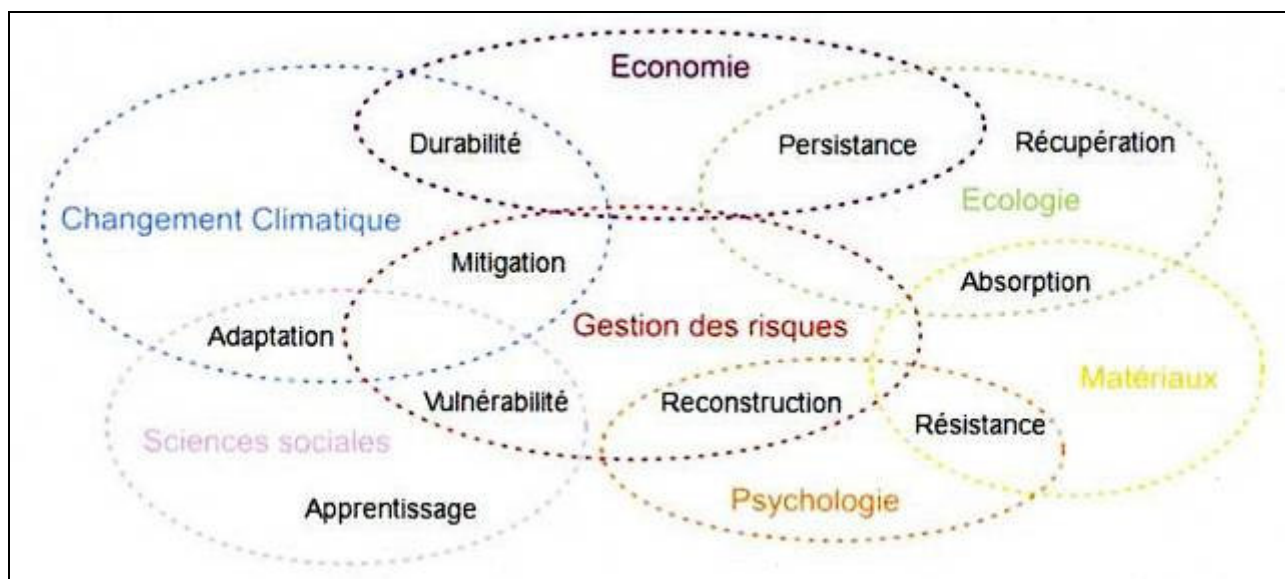 Economie
Durabilité
Persistance
Récupération
Changement Climatique
Ecologie
Mitigation
Absorption
Adaptation
Gestion des risques
Matériaux
Vulnérabilité
Reconstruction
Résistance
Sciences sociales
Psychologie
Apprentissage